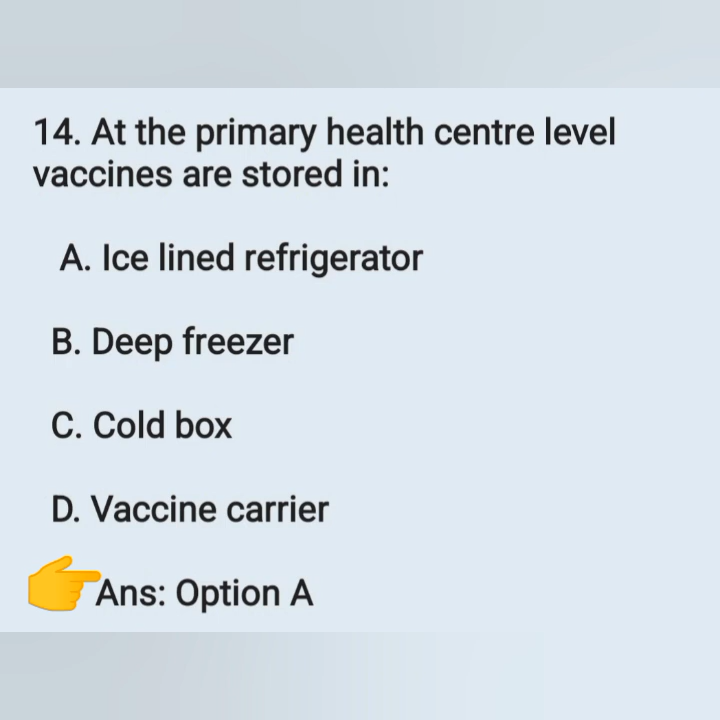 14. At the primary health centre level
vaccines are stored in:
A. Ice lined refrigerator
B. Deep freezer
C. Cold box
D. Vaccine carrier
Ans: Option A